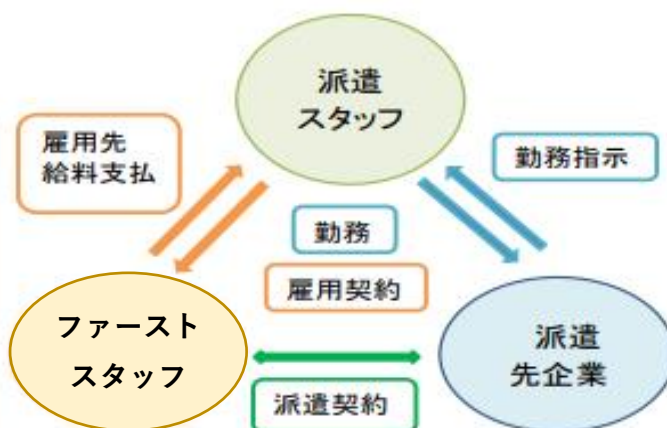 派遣
スタッフ
雇用先
給料支払
勤務指示
勤務
雇用契約
ファースト
スタッフ
派遣
先企業
派遣契約